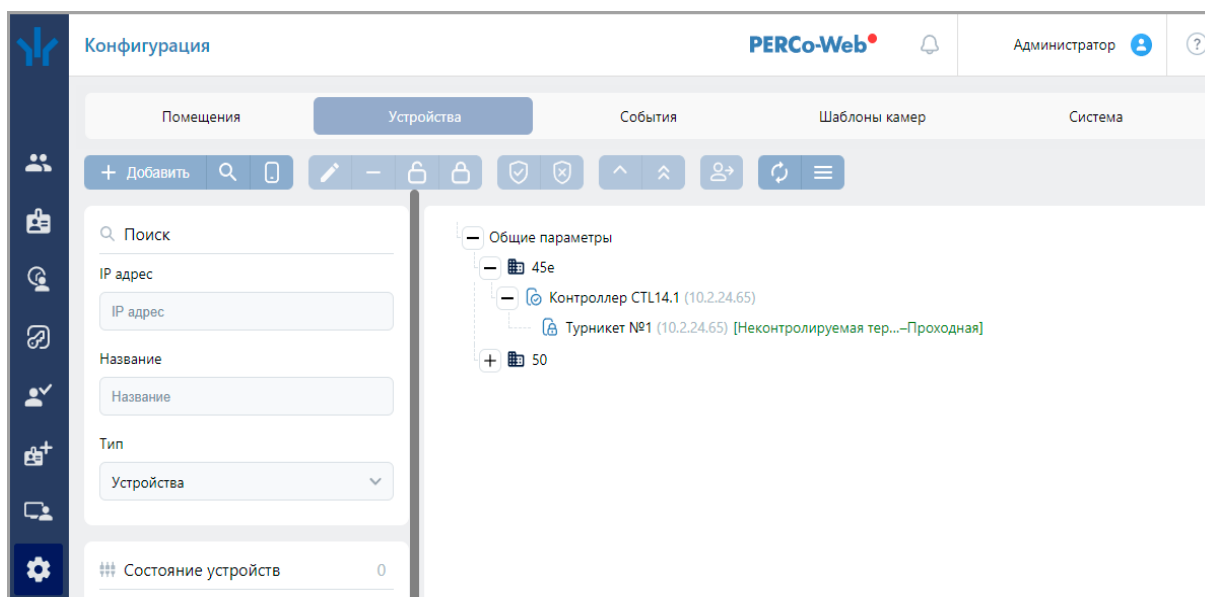 Конфигурация
PERCo-Web
Администратор
?
Помещения Устройства События Шаблоны камер Система
+ Добавить
Поиск
IP адрес
IP адрес
Название
Название
Тип
Устройства
Состояние устройств 0
Общие параметры
45e
Контроллер CTL14.1 (10.2.24.65)
Турникет №1 (10.2.24.65) [Неконтролируемая тер...–Проходная]
50